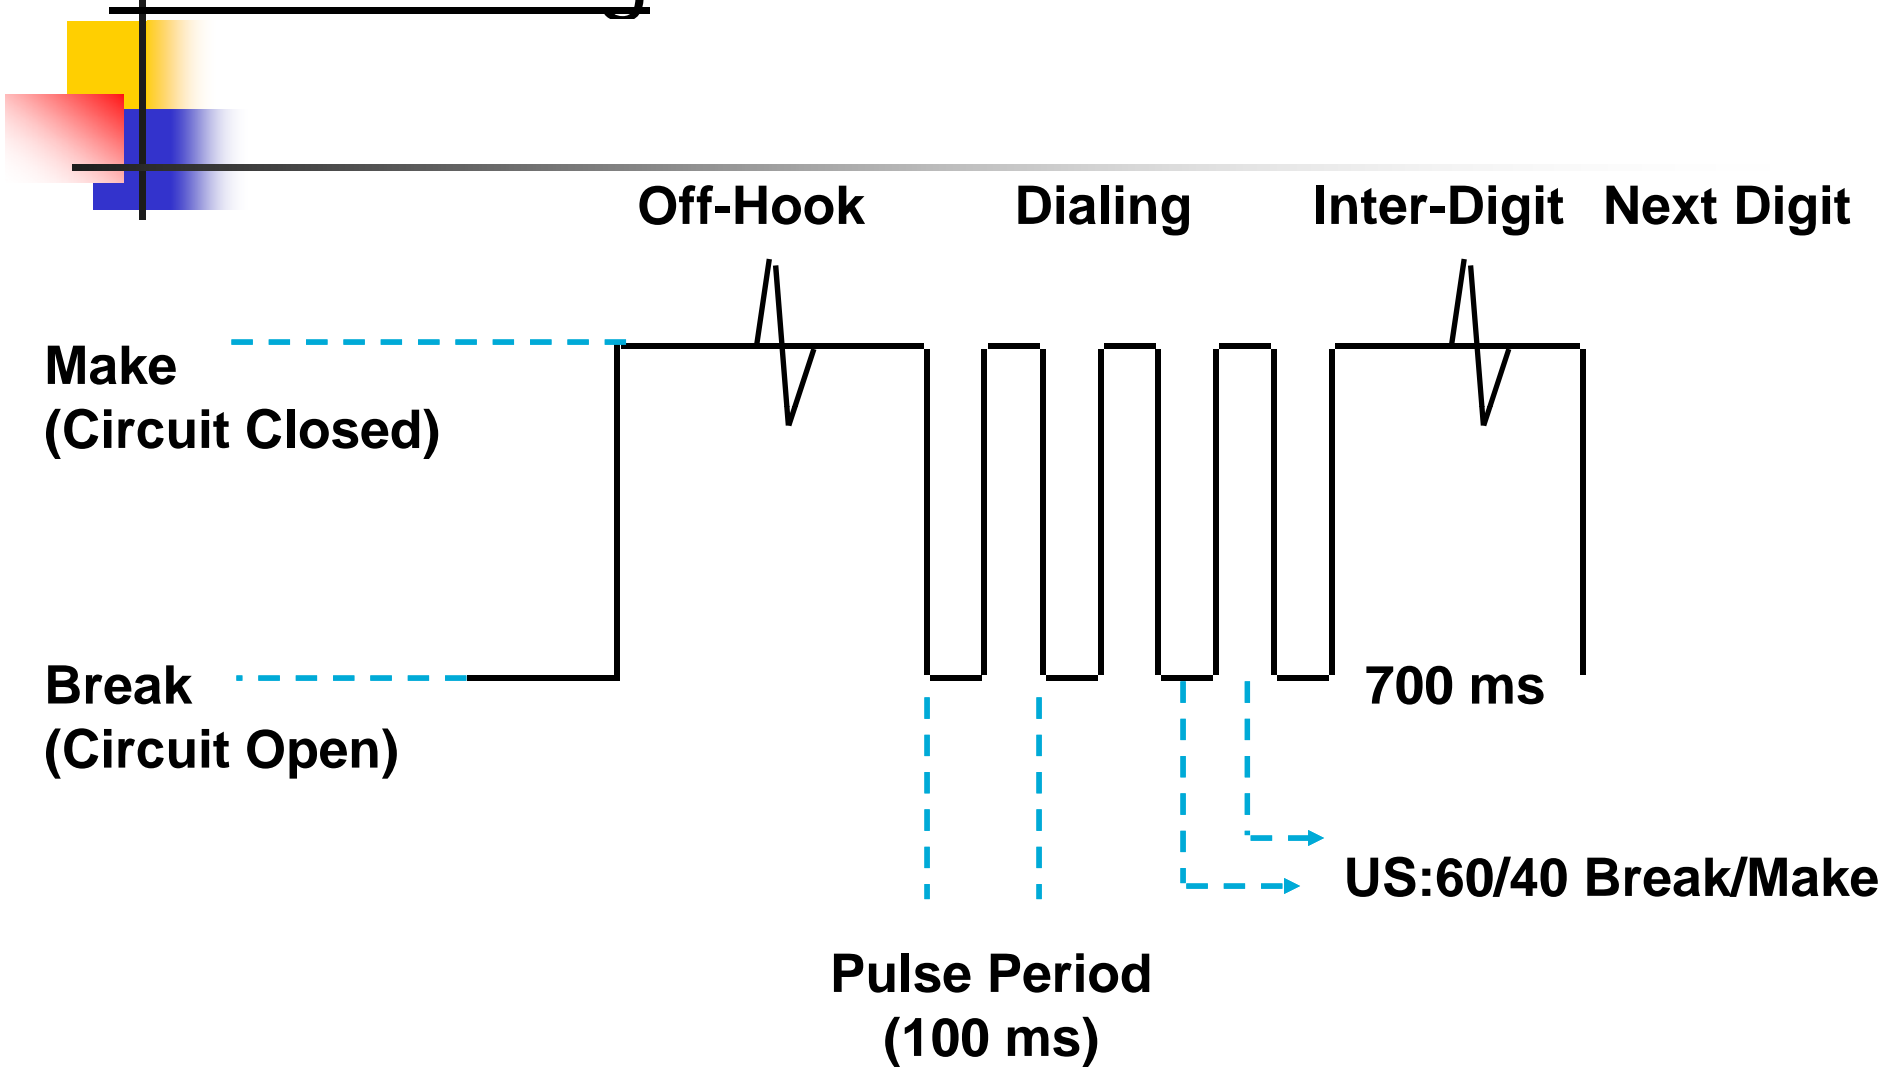 Off-Hook Dialing Inter-Digit Next Digit
Make
(Circuit Closed)
Break
(Circuit Open)
700 ms
US:60/40 Break/Make
Pulse Period
(100 ms)